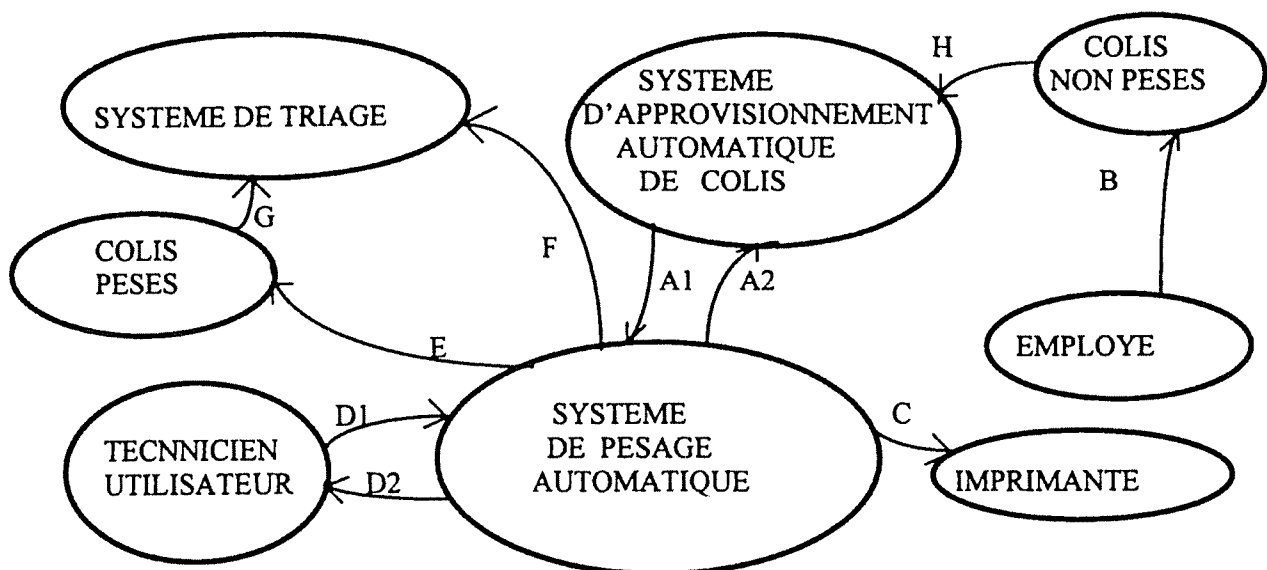 H
COLIS
NON PESES
SYSTEME
D'APPROVISIONNEMENT
AUTOMATIQUE
DE COLIS
SYSTEME DE TRIAGE
B
G
COLIS
PESES
F
A1
A2
E
EMPLOYE
D1
SYSTEME
DE PESAGE
AUTOMATIQUE
C
TECNNICIEN
UTILISATEUR
D2
IMPRIMANTE